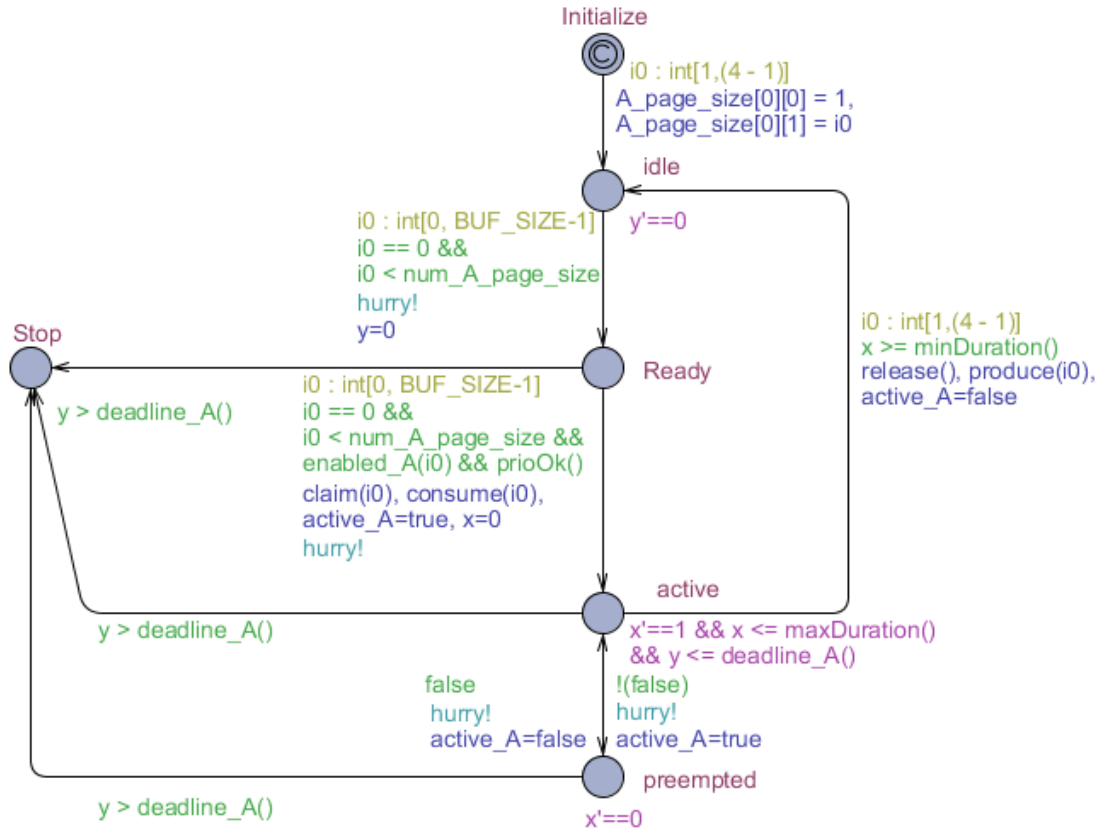 Initialize
C
i0 : int[1,(4 - 1)]
A_page_size[0][0] = 1,
A_page_size[0][1] = i0
idle
y'==0
i0 : int[0, BUF_SIZE-1]
i0 == 0 &&
i0 < num_A_page_size
hurry!
y=0
i0 : int[1,(4 - 1)]
x >= minDuration()
release(), produce(i0),
active_A=false
Stop
Ready
y > deadline_A()
i0 : int[0, BUF_SIZE-1]
i0 == 0 &&
i0 < num_A_page_size &&
enabled_A(i0) && prioOk()
claim(i0), consume(i0),
active_A=true, x=0
hurry!
active
y > deadline_A()
x'==1 && x <= maxDuration()
&& y <= deadline_A()
false
hurry!
active_A=false
!(false)
hurry!
active_A=true
preempted
y > deadline_A()
x'==0